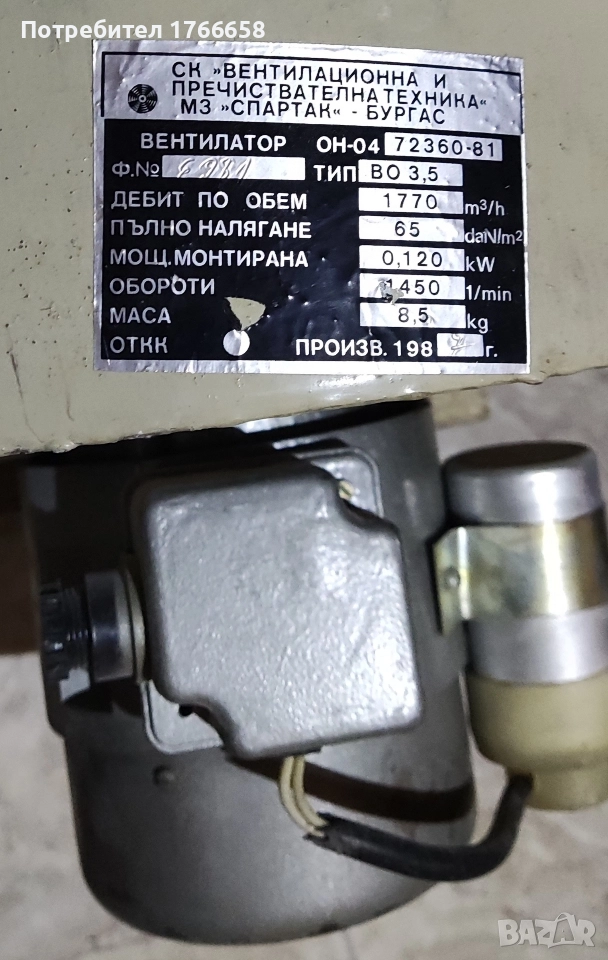 Потребител 1766658
СК »ВЕНТИЛАЦИОННА И
ПРЕЧИСТВАТЕЛНА ТЕХНИКА«
МЗ »СПАРТАК« - БУРГАС
ВЕНТИЛАТОР ОН-04 72360-81
Ф.№ 6981 ТИП ВО 3,5
ДЕБИТ ПО ОБЕМ 1770 m³/h
ПЪЛНО НАЛЯГАНЕ 65 daN/m²
МОЩ. МОНТИРАНА 0,120 kW
ОБОРОТИ 1450 1/min
МАСА 8,5 kg
ОТКК ПРОИЗВ. 198 г.
BAZAR